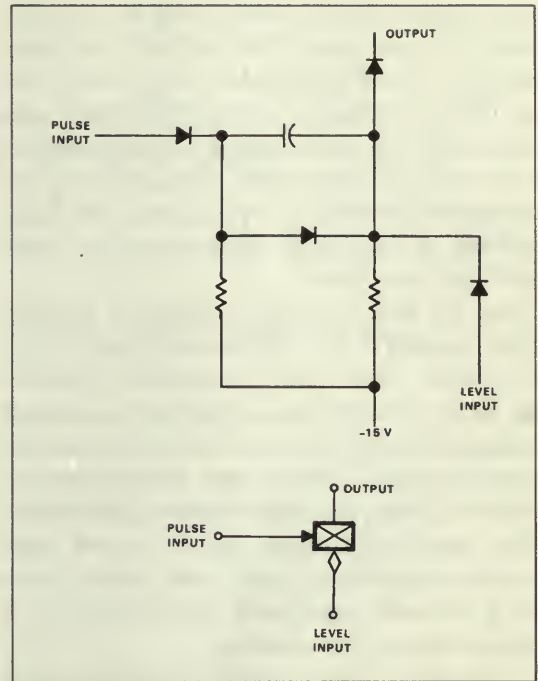 OUTPUT
PULSE
INPUT
LEVEL
INPUT
-15 V
OUTPUT
PULSE
INPUT
LEVEL
INPUT